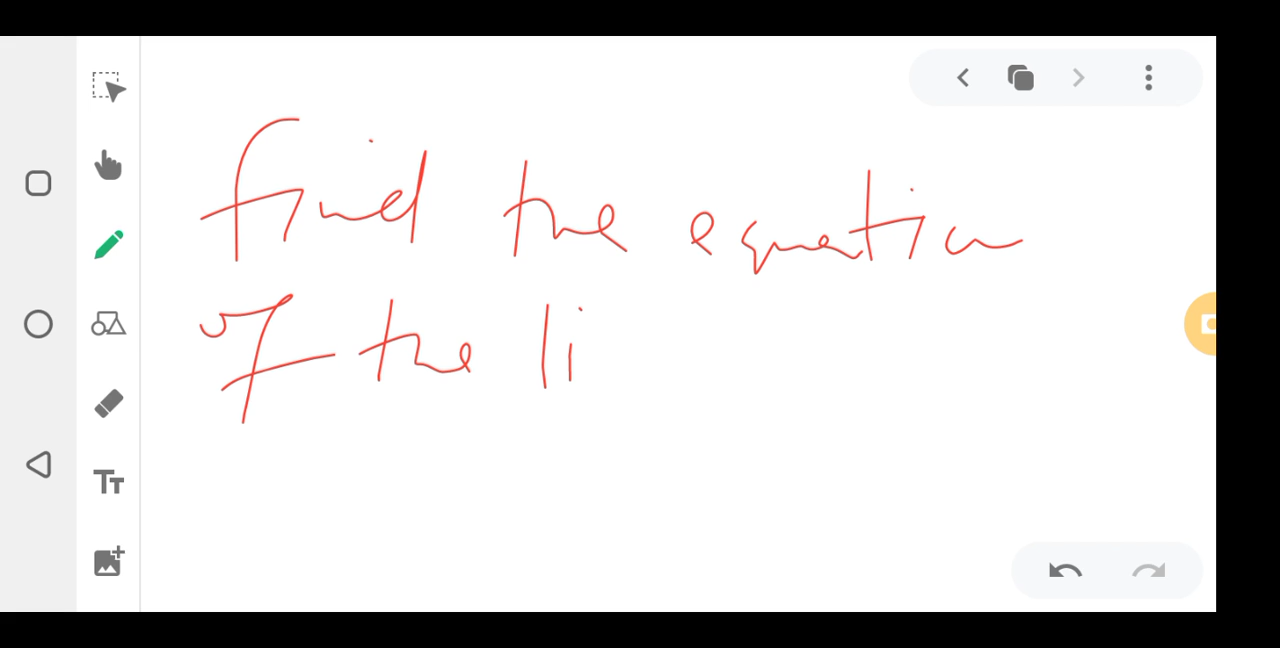 find the equation
of the li